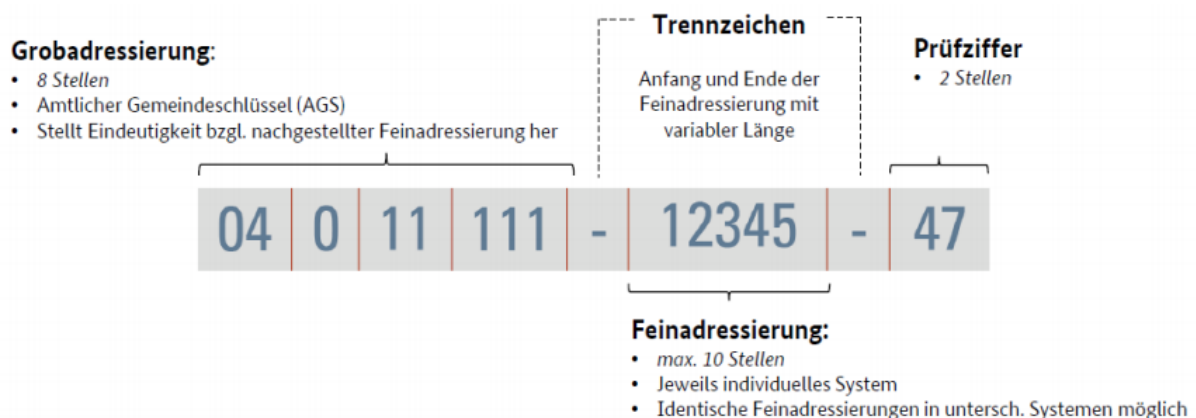 Grobadressierung:
• 8 Stellen
• Amtlicher Gemeindeschlüssel (AGS)
• Stellt Eindeutigkeit bzgl. nachgestellter Feinadressierung her
Trennzeichen
Anfang und Ende der
Feinadressierung mit
variabler Länge
Prüfziffer
• 2 Stellen
04 0 11 111 - 12345 - 47
Feinadressierung:
• max. 10 Stellen
• Jeweils individuelles System
• Identische Feinadressierungen in untersch. Systemen möglich